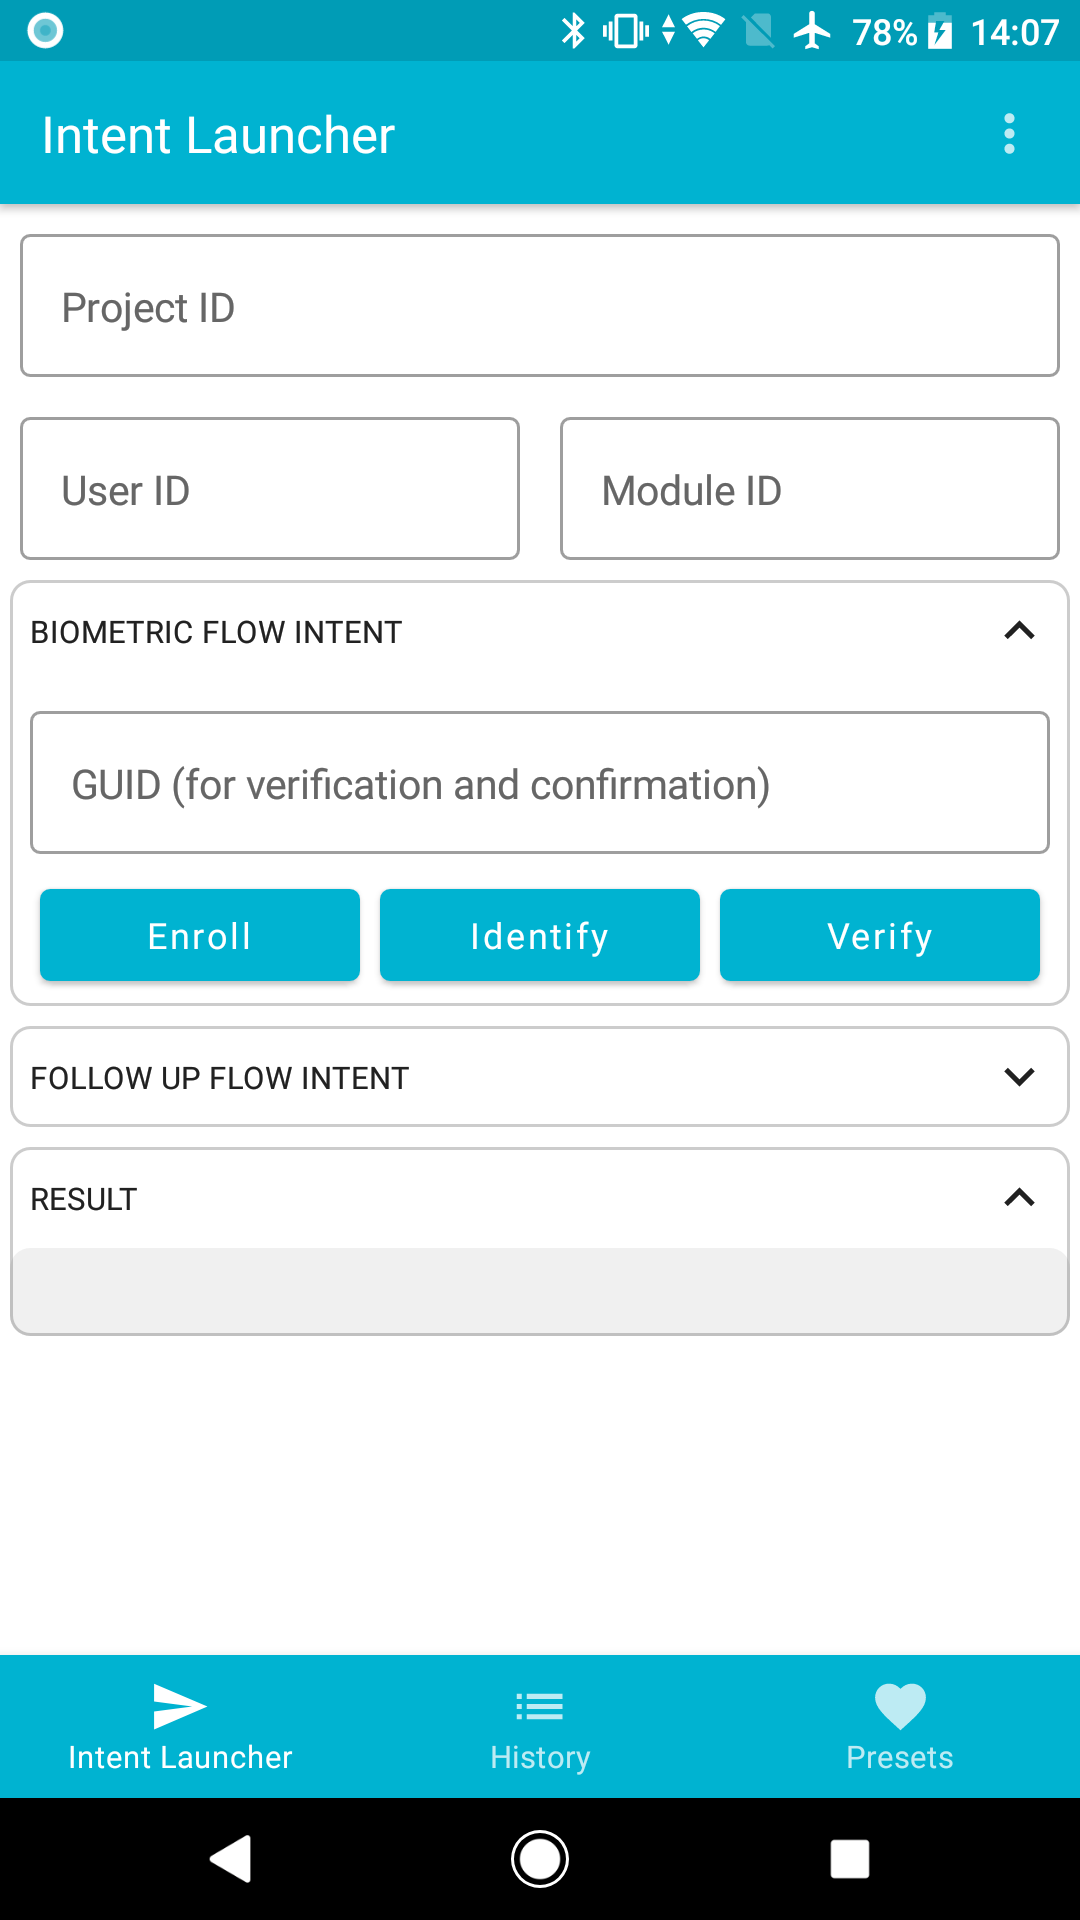 78% 14:07
Intent Launcher
Project ID
User ID Module ID
BIOMETRIC FLOW INTENT
GUID (for verification and confirmation)
Enroll Identify Verify
FOLLOW UP FLOW INTENT
RESULT
Intent Launcher History Presets